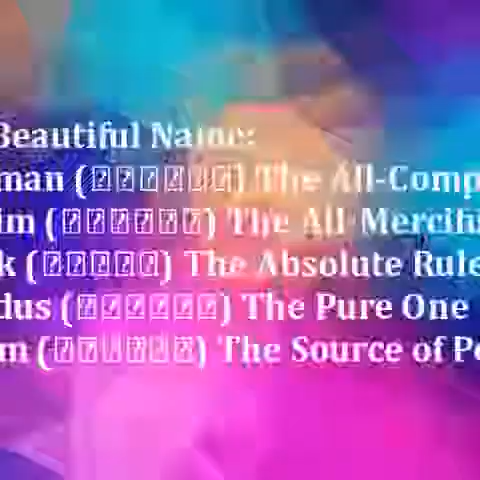 Beautiful Name:
man (������) The All-Comp
im (������) The All-Mercifu
k (�����) The Absolute Rule
dus (������) The Pure One
m (������) The Source of Pe